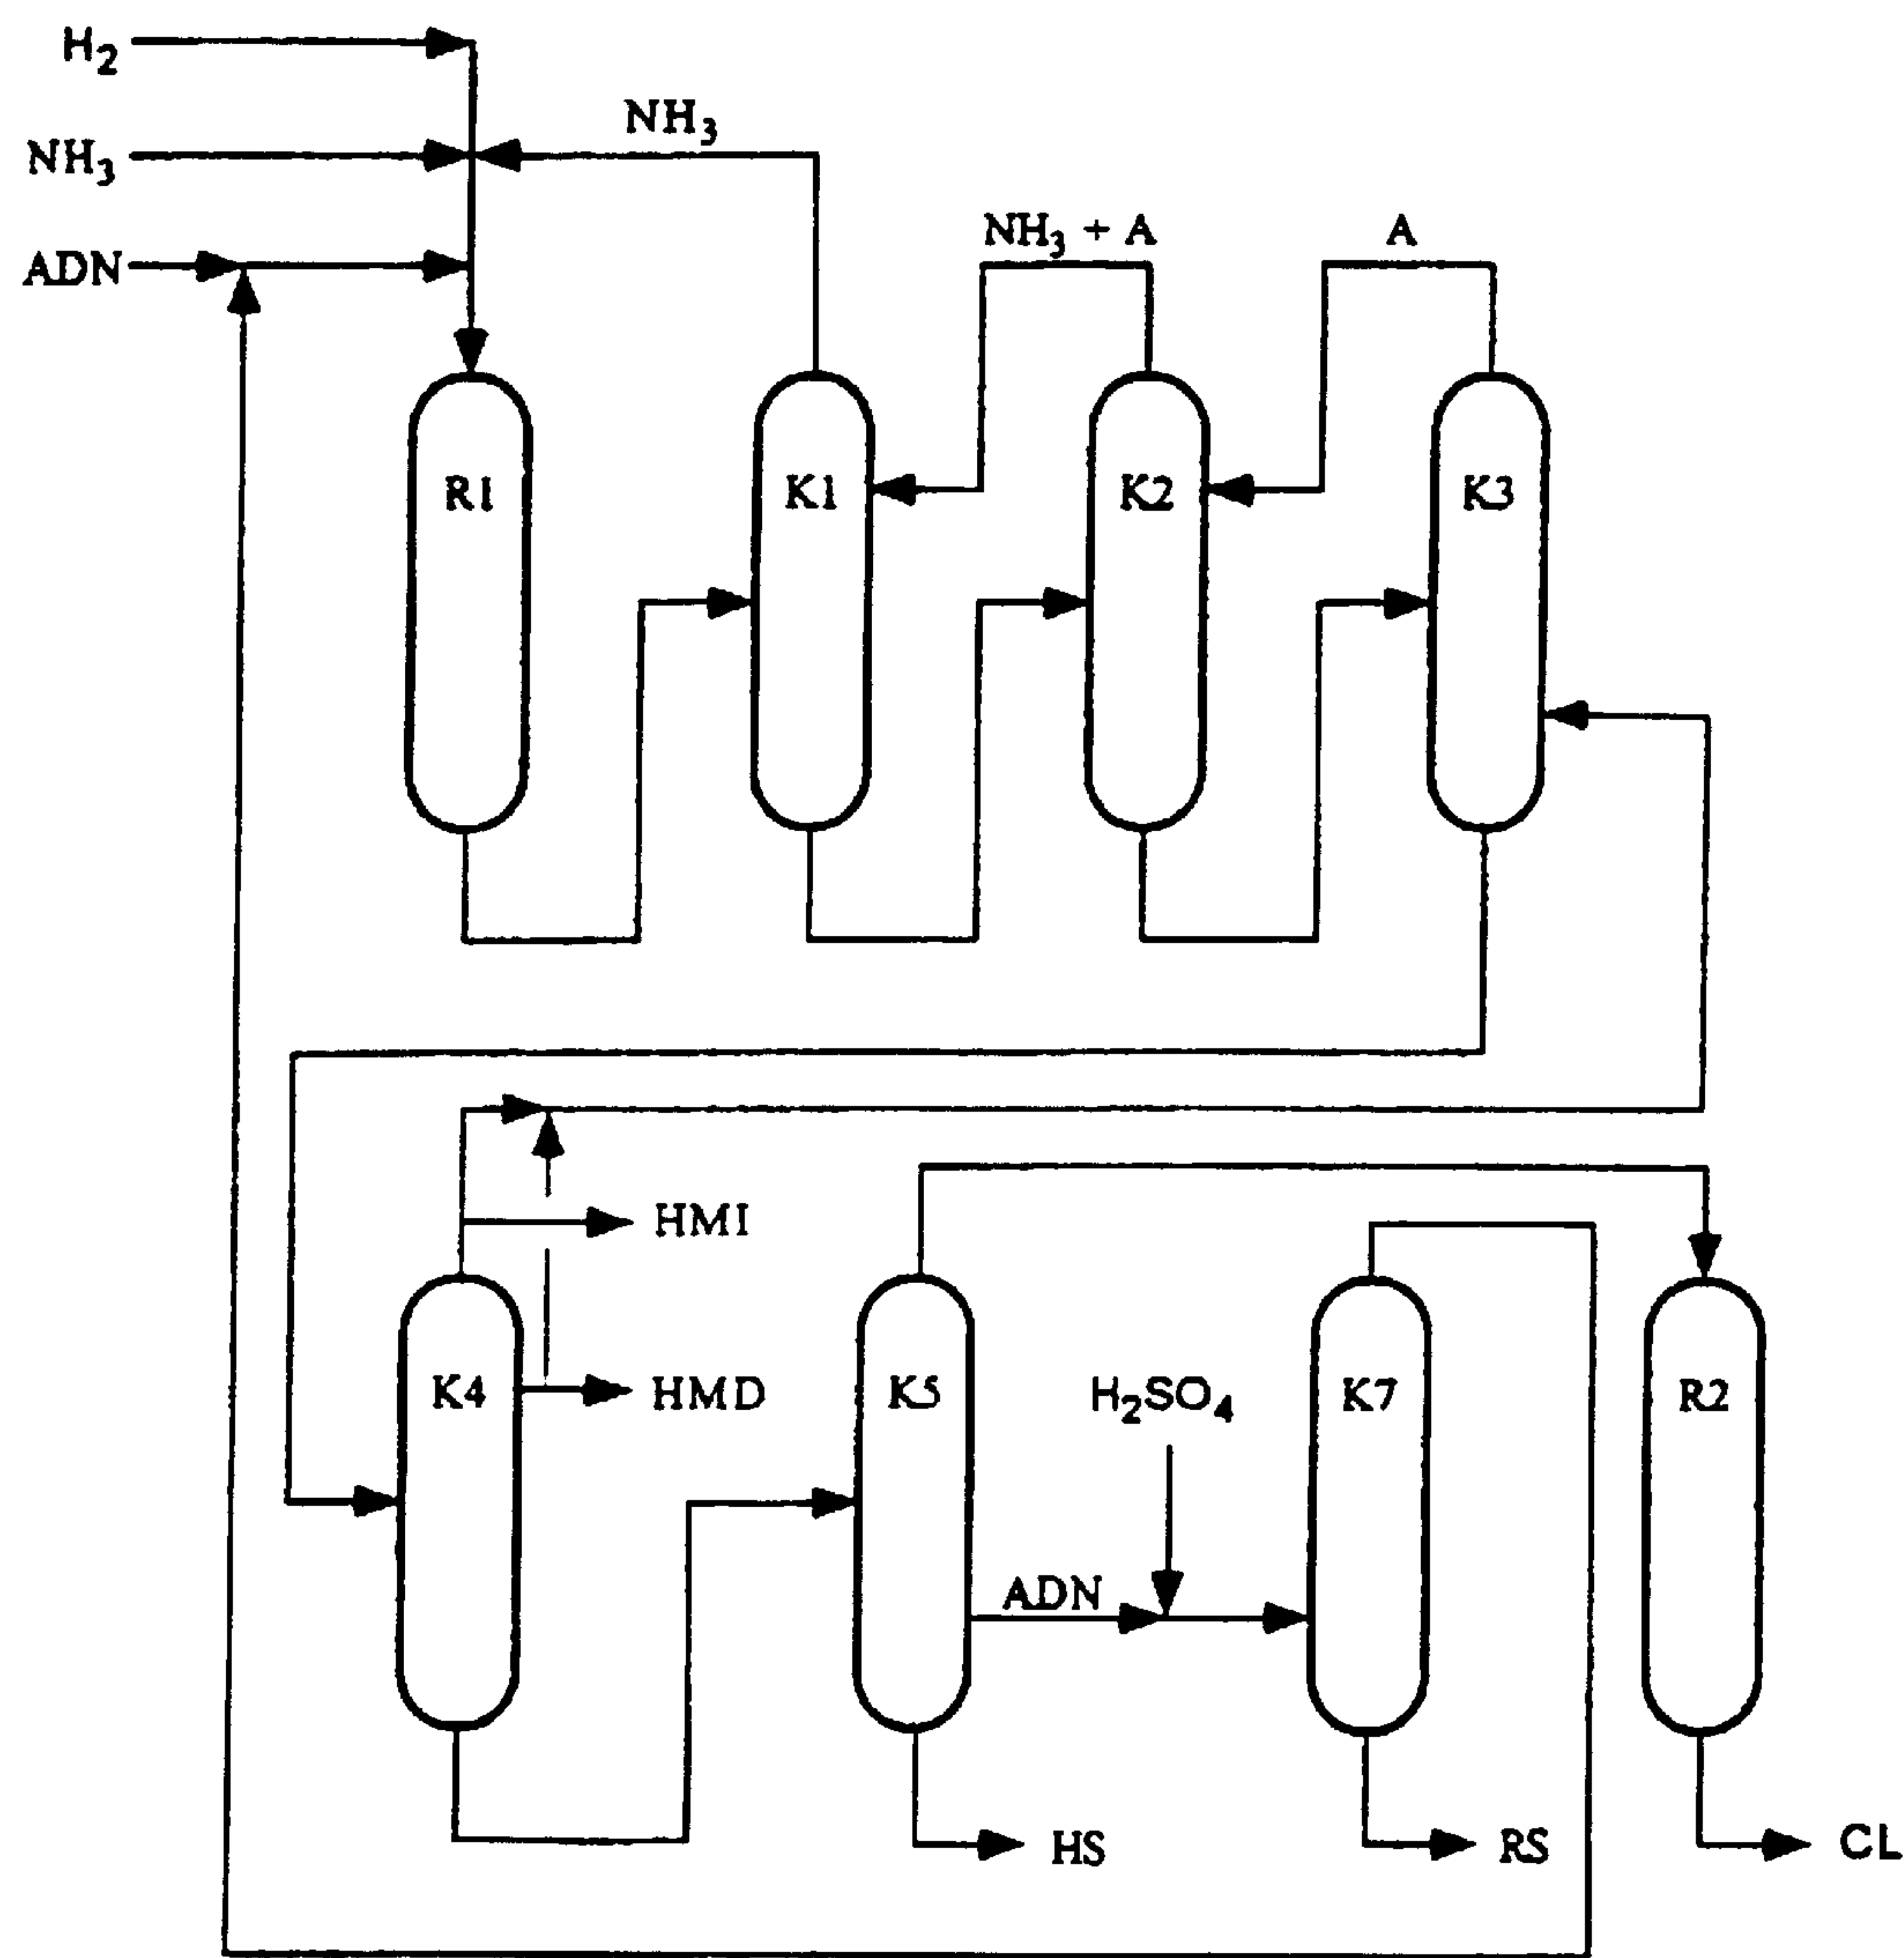 H₂
NH₃
NH₃
ADN
NH₃ + A
A
R1
K1
K2
K3
HMI
HMD
K4
K5
H₂SO₄
K7
R2
ADN
HS
RS
CL